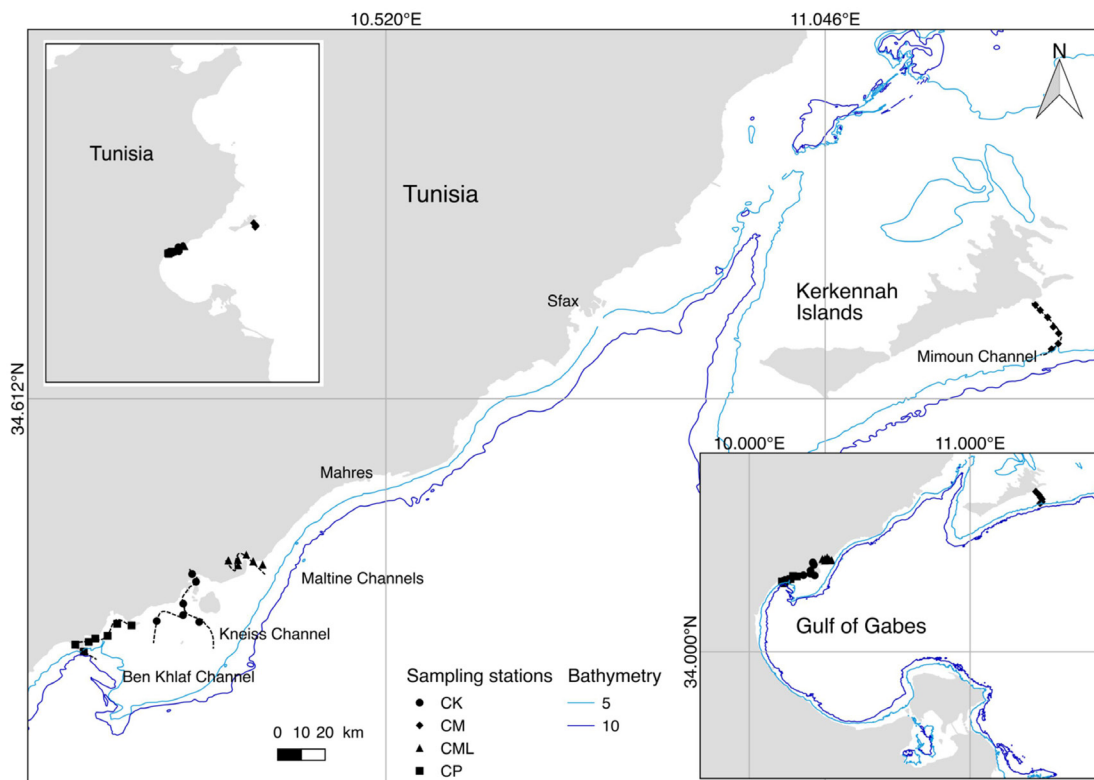 10.520°E
11.046°E
N
Tunisia
Tunisia
Sfax
Kerkennah
Islands
Mimoun Channel
34.612°N
10.000°E
11.000°E
Mahres
Maltine Channels
Kneiss Channel
Gulf of Gabes
34.000°N
Ben Khlaf Channel
Sampling stations
Bathymetry
CK
5
CM
10
CML
CP
0 10 20 km